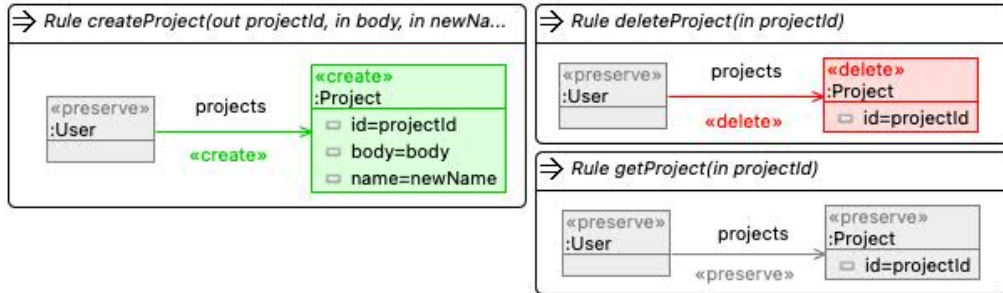 Rule createProject(out projectId, in body, in newNa...
«preserve»
:User
projects
«create»
«create»
:Project
id=projectId
body=body
name=newName
Rule deleteProject(in projectId)
«preserve»
:User
projects
«delete»
«delete»
:Project
id=projectId
Rule getProject(in projectId)
«preserve»
:User
projects
«preserve»
«preserve»
:Project
id=projectId